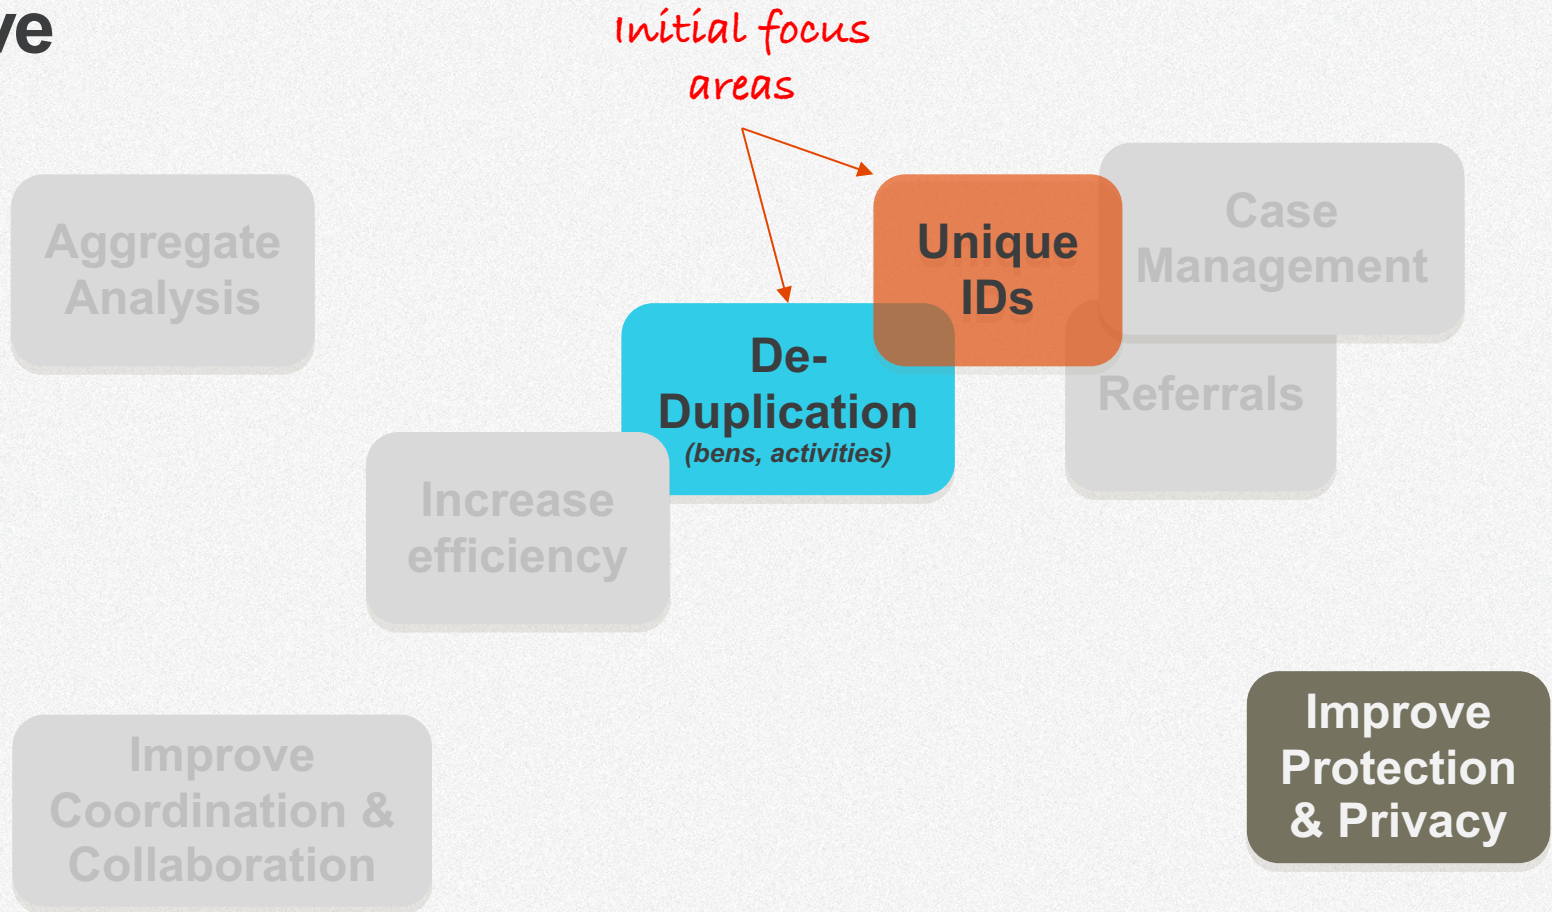 Initial focus
areas
Aggregate
Analysis
Unique
IDs
Case
Management
De-
Duplication
(bens, activities)
Referrals
Increase
efficiency
Improve
Coordination &
Collaboration
Improve
Protection
& Privacy